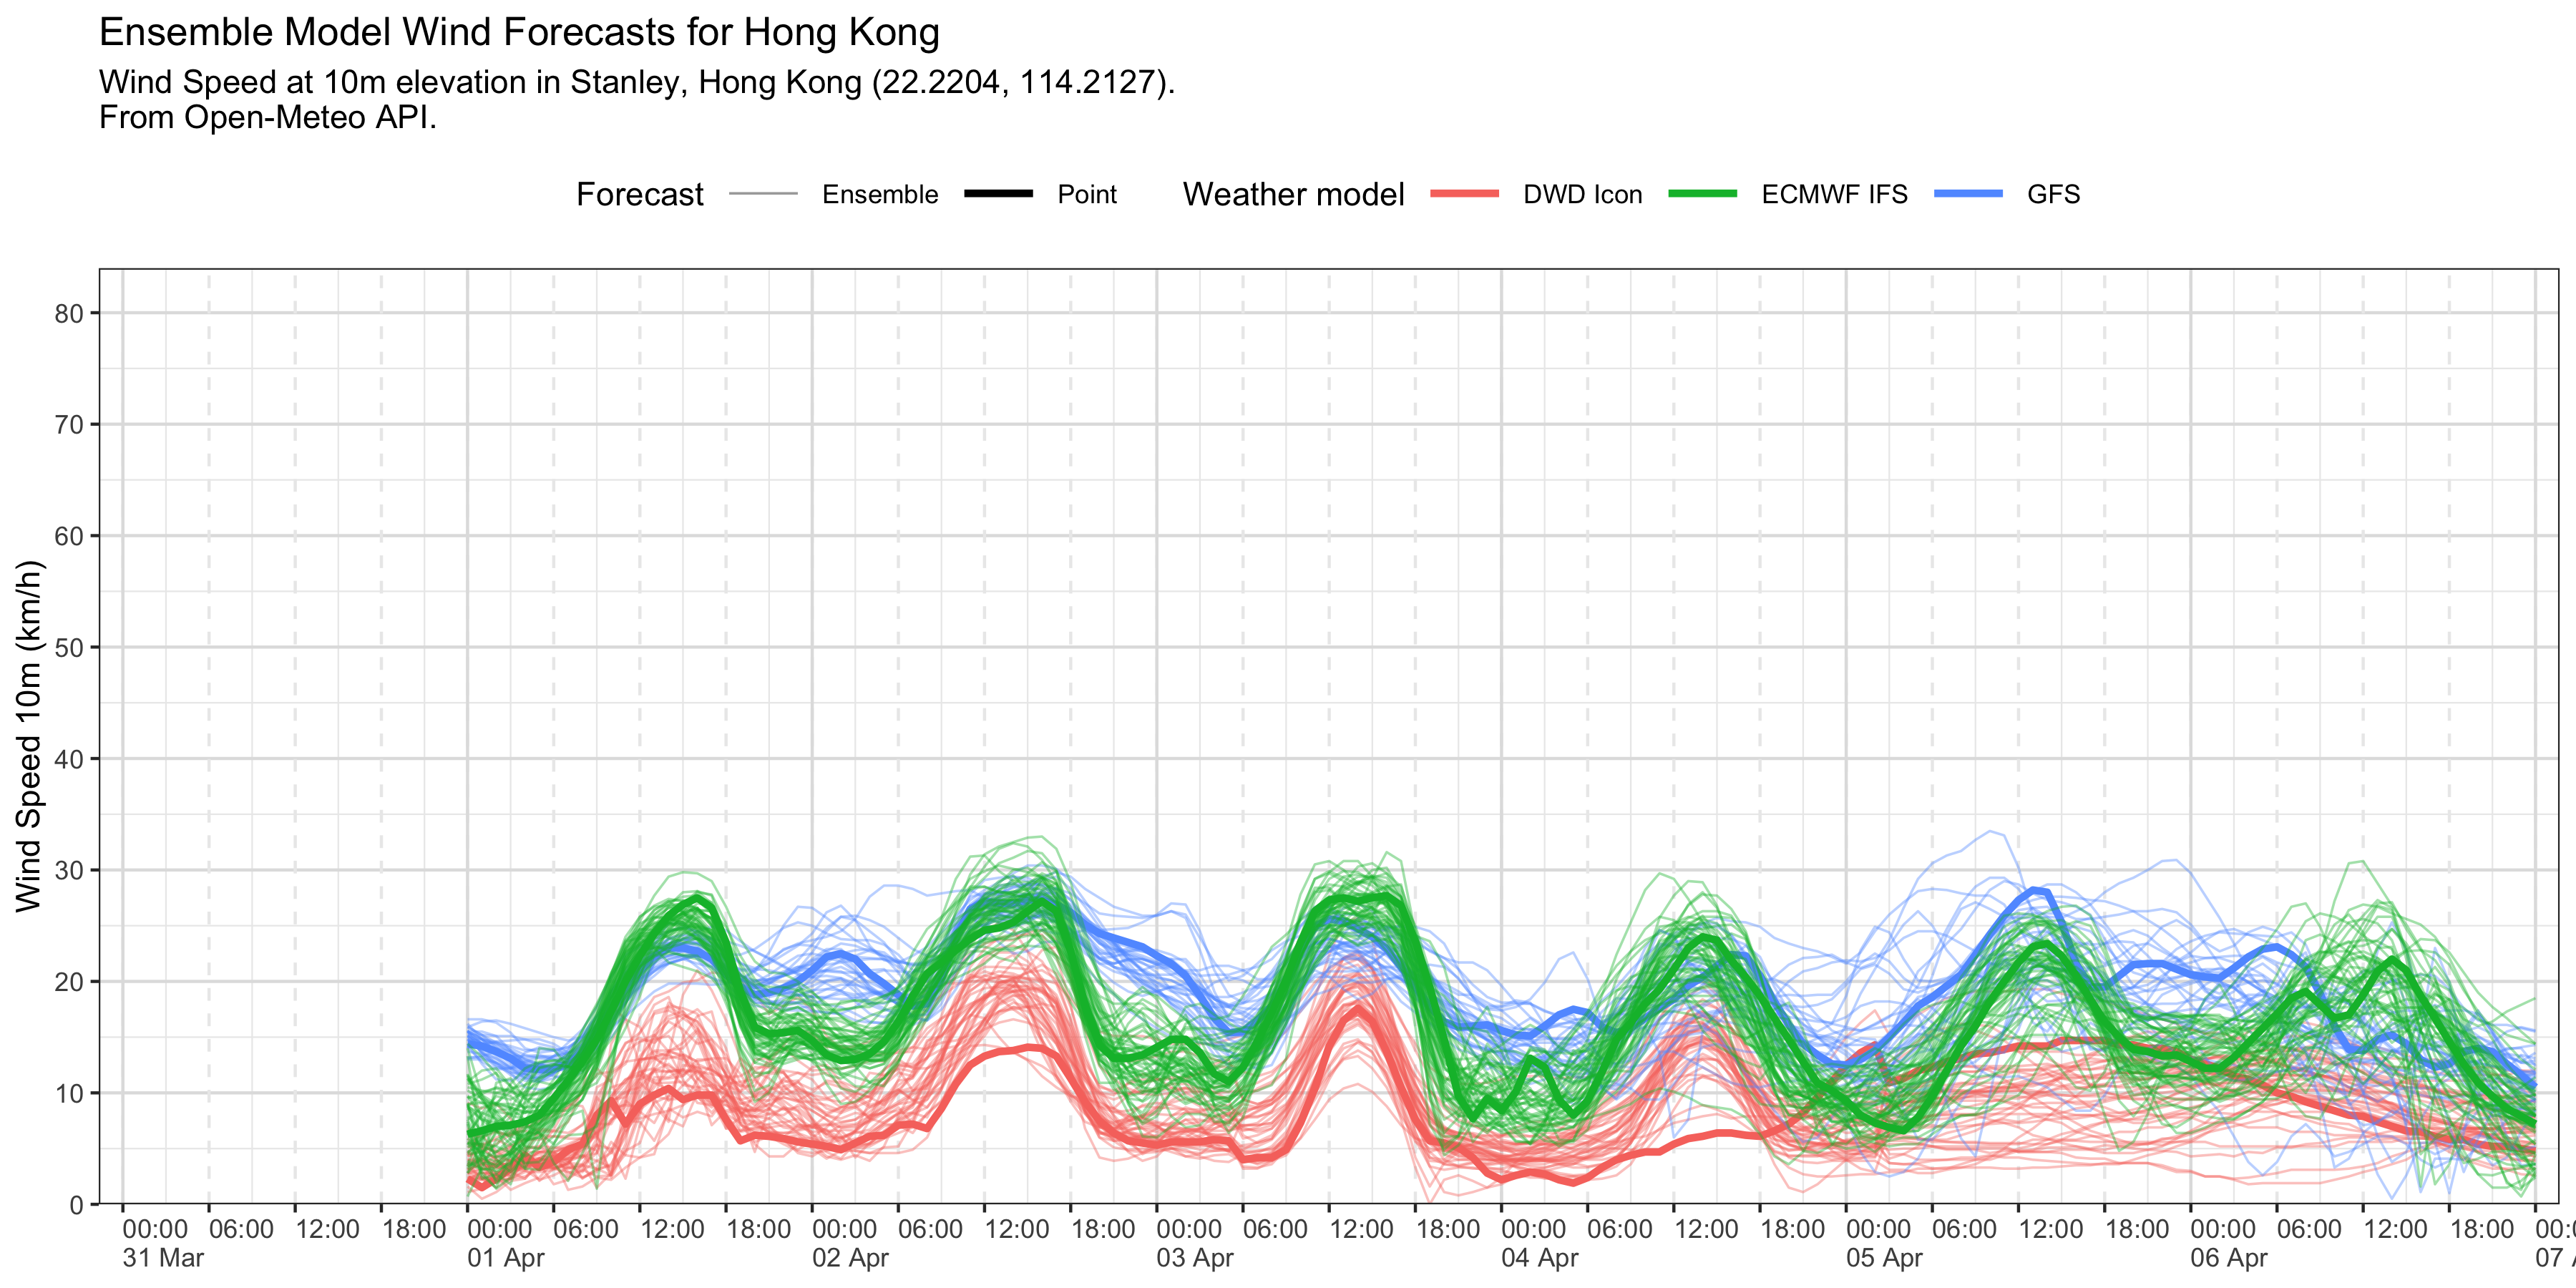 Ensemble Model Wind Forecasts for Hong Kong
Wind Speed at 10m elevation in Stanley, Hong Kong (22.2204, 114.2127).
From Open-Meteo API.
Forecast Ensemble Point Weather model DWD Icon ECMWF IFS GFS
Wind Speed 10m (km/h)
80
70
60
50
40
30
20
10
0
00:00 06:00 12:00 18:00 00:00 06:00 12:00 18:00 00:00 06:00 12:00 18:00 00:00 06:00 12:00 18:00 00:00 06:00 12:00 18:00 00:00 06:00 12:00 18:00 00:00 06:00 12:00 18:00
31 Mar 01 Apr 02 Apr 03 Apr 04 Apr 05 Apr 06 Apr 07